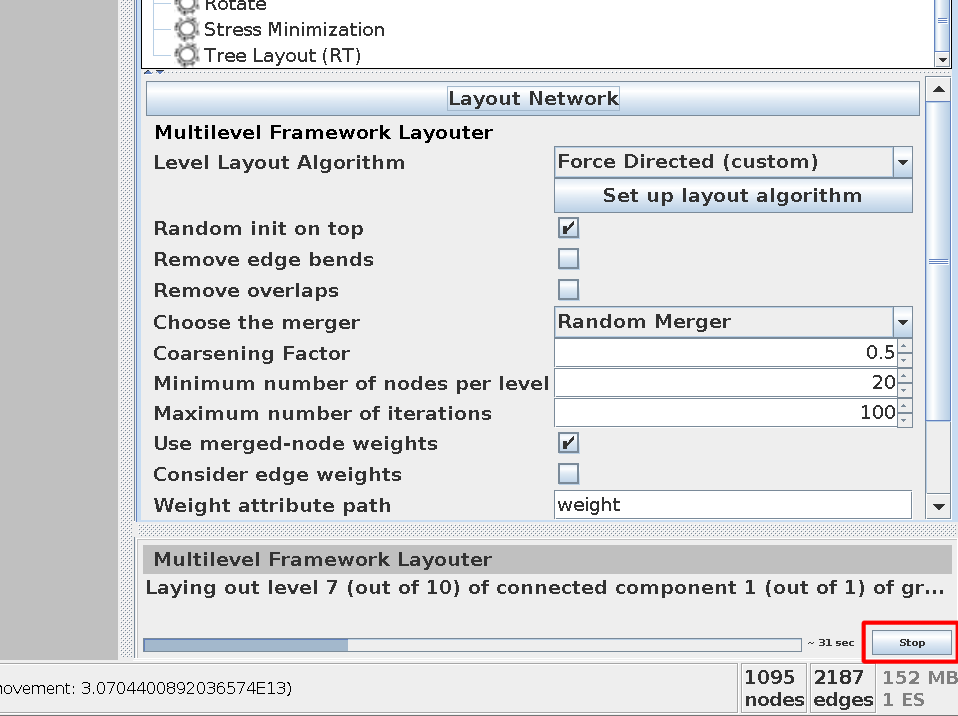 Rotate
Stress Minimization
Tree Layout (RT)
Layout Network
Multilevel Framework Layouter
Level Layout Algorithm
Force Directed (custom)
Set up layout algorithm
Random init on top
Remove edge bends
Remove overlaps
Choose the merger
Random Merger
Coarsening Factor
0.5
Minimum number of nodes per level
20
Maximum number of iterations
100
Use merged-node weights
Consider edge weights
Weight attribute path
weight
Multilevel Framework Layouter
Laying out level 7 (out of 10) of connected component 1 (out of 1) of gr...
~ 31 sec
Stop
ovement: 3.0704400892036574E13)
1095
nodes
2187
edges
152 MB
1 ES